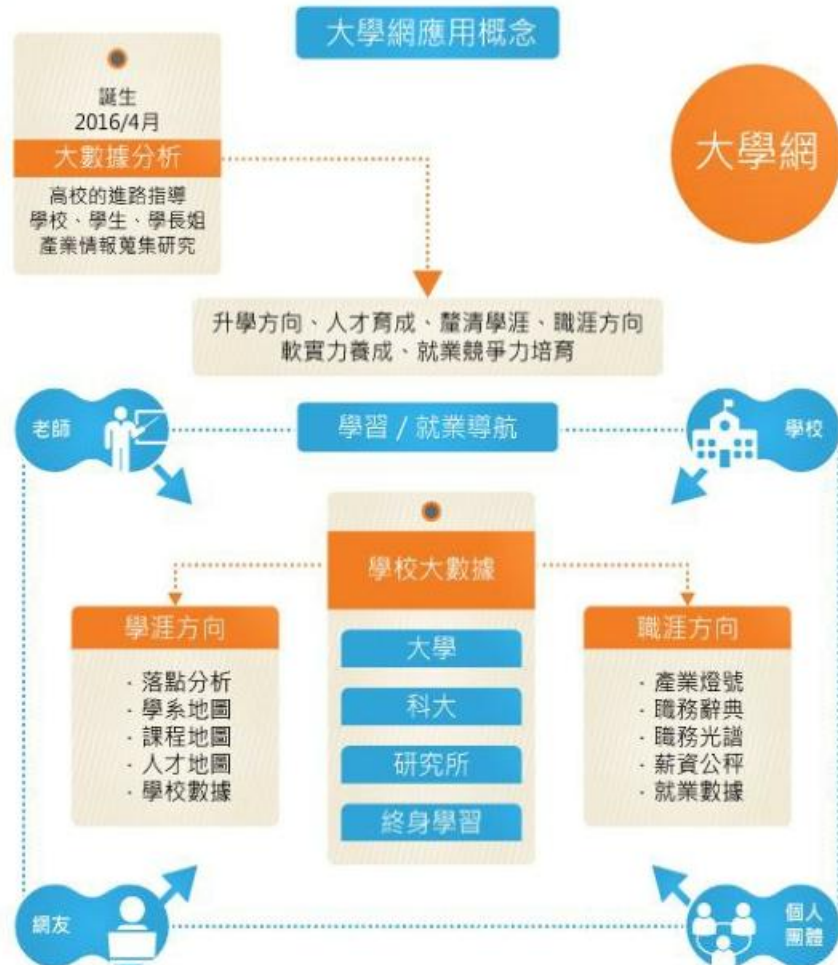 大學網應用概念
誕生
2016/4月
大數據分析
高校的進路指導
學校、學生、學長姐
產業情報蒐集研究
大學網
升學方向、人才育成、釐清學涯、職涯方向
軟實力養成、就業競爭力培育
老師
學習 / 就業導航
學校
學校大數據
大學
科大
研究所
終身學習
學涯方向
· 落點分析
· 學系地圖
· 課程地圖
· 人才地圖
· 學校數據
職涯方向
· 產業燈號
· 職務辭典
· 職務光譜
· 薪資公秤
· 就業數據
網友
個人
團體